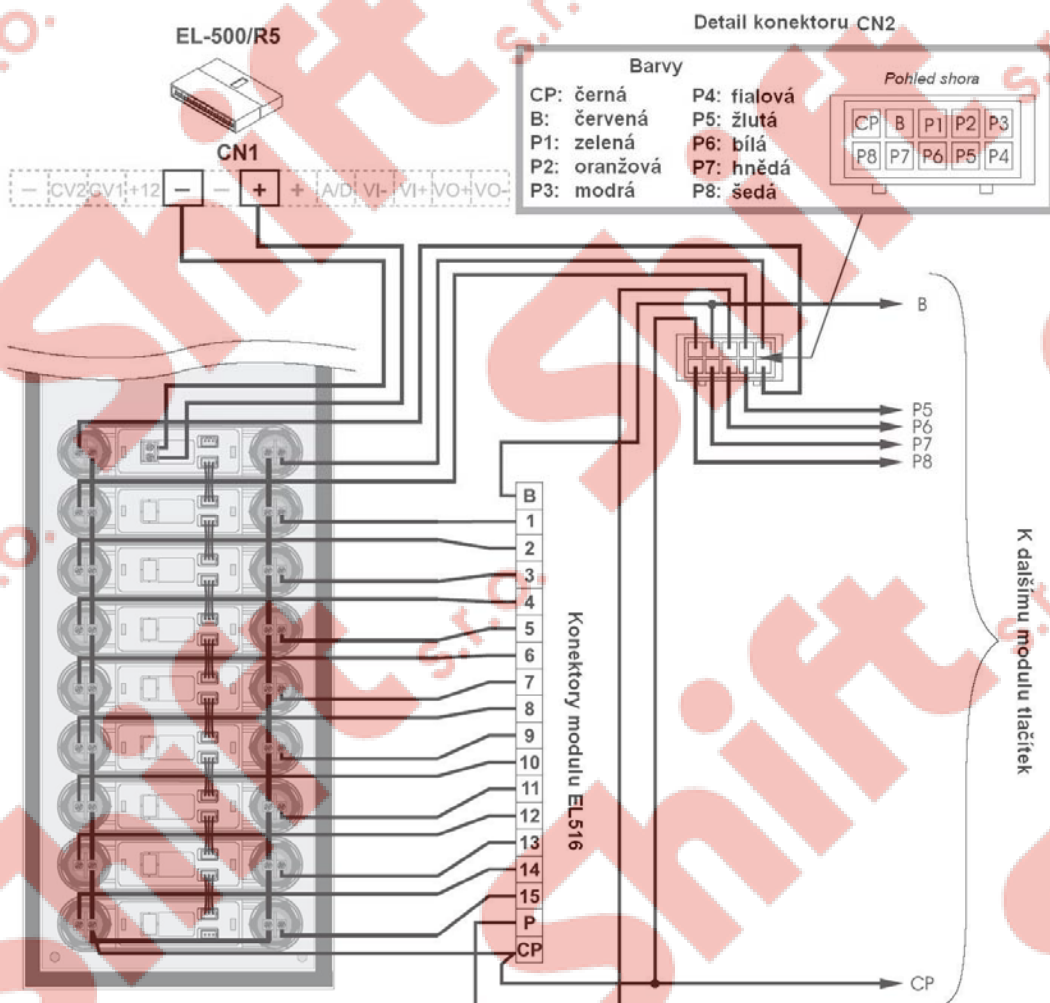 Detail konektoru CN2
EL-500/R5
CN1
− CV2 CV1 +12 − − + + A/D VI- VI+ VO+ VO-
Barvy
CP: černá
B: červená
P1: zelená
P2: oranžová
P3: modrá
P4: fialová
P5: žlutá
P6: bílá
P7: hnědá
P8: šedá
Pohled shora
CP B P1 P2 P3
P8 P7 P6 P5 P4
B
P5
P6
P7
P8
B
1
2
3
4
5
6
7
8
9
10
11
12
13
14
15
P
CP
Konektory modulu EL516
K dalšímu modulu tlačítek
CP
Shift s.r.o.